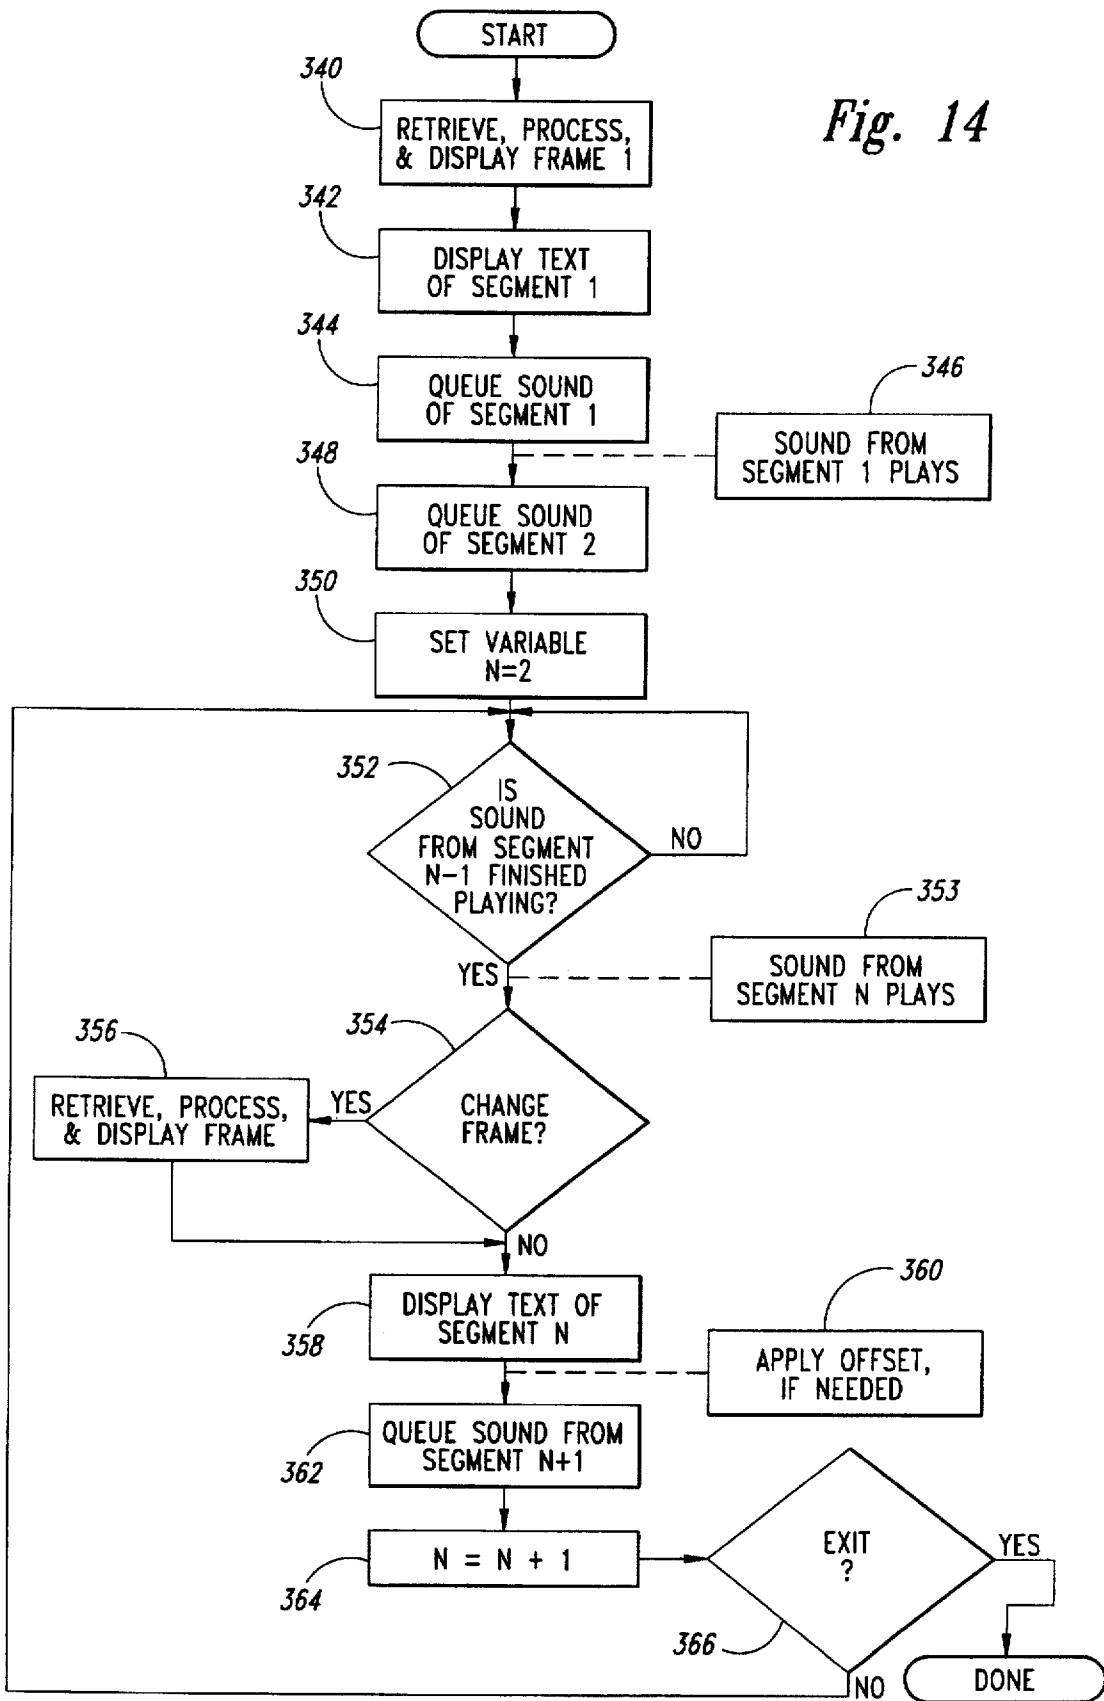 START
340
Fig. 14
RETRIEVE, PROCESS,
& DISPLAY FRAME 1
342
DISPLAY TEXT
OF SEGMENT 1
344
QUEUE SOUND
OF SEGMENT 1
346
SOUND FROM
SEGMENT 1 PLAYS
348
QUEUE SOUND
OF SEGMENT 2
350
SET VARIABLE
N=2
352
IS
SOUND
FROM SEGMENT
N-1 FINISHED
PLAYING?
NO
353
YES
SOUND FROM
SEGMENT N PLAYS
354
356
YES
RETRIEVE, PROCESS,
& DISPLAY FRAME
CHANGE
FRAME?
NO
358
DISPLAY TEXT OF
SEGMENT N
360
APPLY OFFSET,
IF NEEDED
362
QUEUE SOUND FROM
SEGMENT N+1
364
N = N + 1
EXIT
?
YES
366
NO
DONE